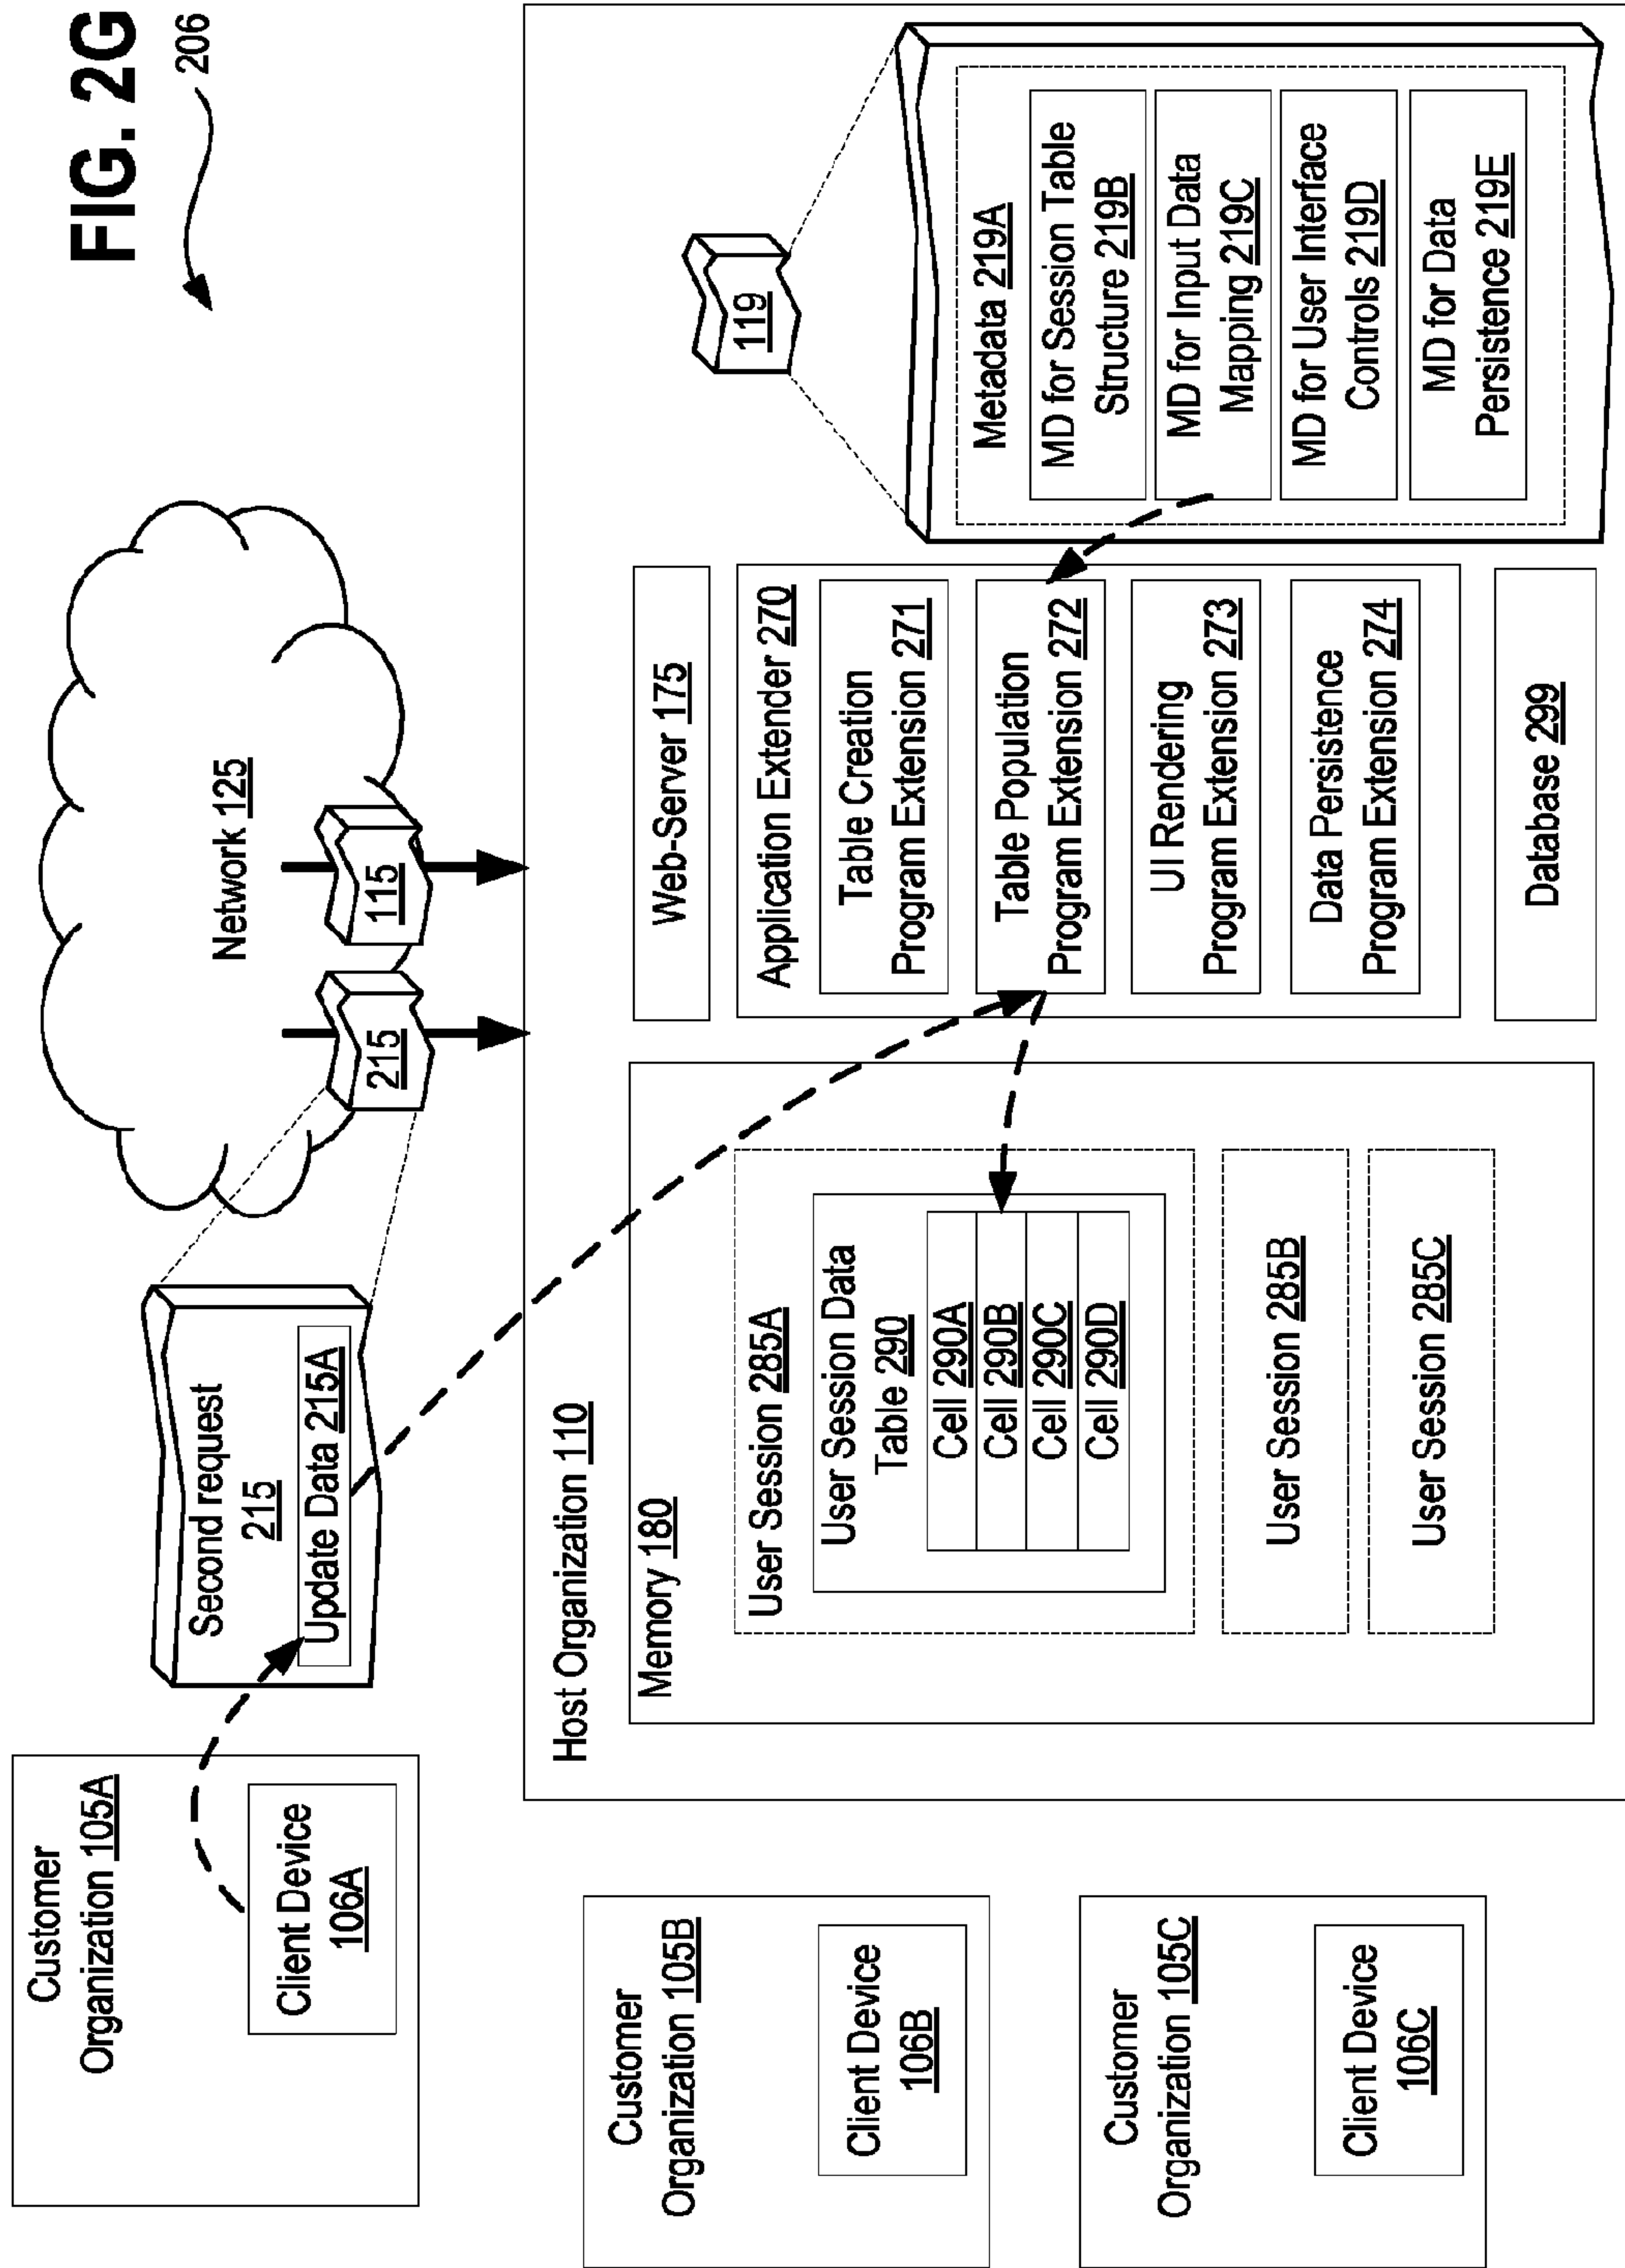 FIG. 2G
206
Customer
Organization 105A
Client Device
106A
Second request
215
Update Data 215A
Network 125
215
115
Customer
Organization 105B
Client Device
106B
Customer
Organization 105C
Client Device
106C
Host Organization 110
Memory 180
User Session 285A
User Session Data
Table 290
Cell 290A
Cell 290B
Cell 290C
Cell 290D
User Session 285B
User Session 285C
Web-Server 175
Application Extender 270
Table Creation
Program Extension 271
Table Population
Program Extension 272
UI Rendering
Program Extension 273
Data Persistence
Program Extension 274
Database 299
119
Metadata 219A
MD for Session Table
Structure 219B
MD for Input Data
Mapping 219C
MD for User Interface
Controls 219D
MD for Data
Persistence 219E